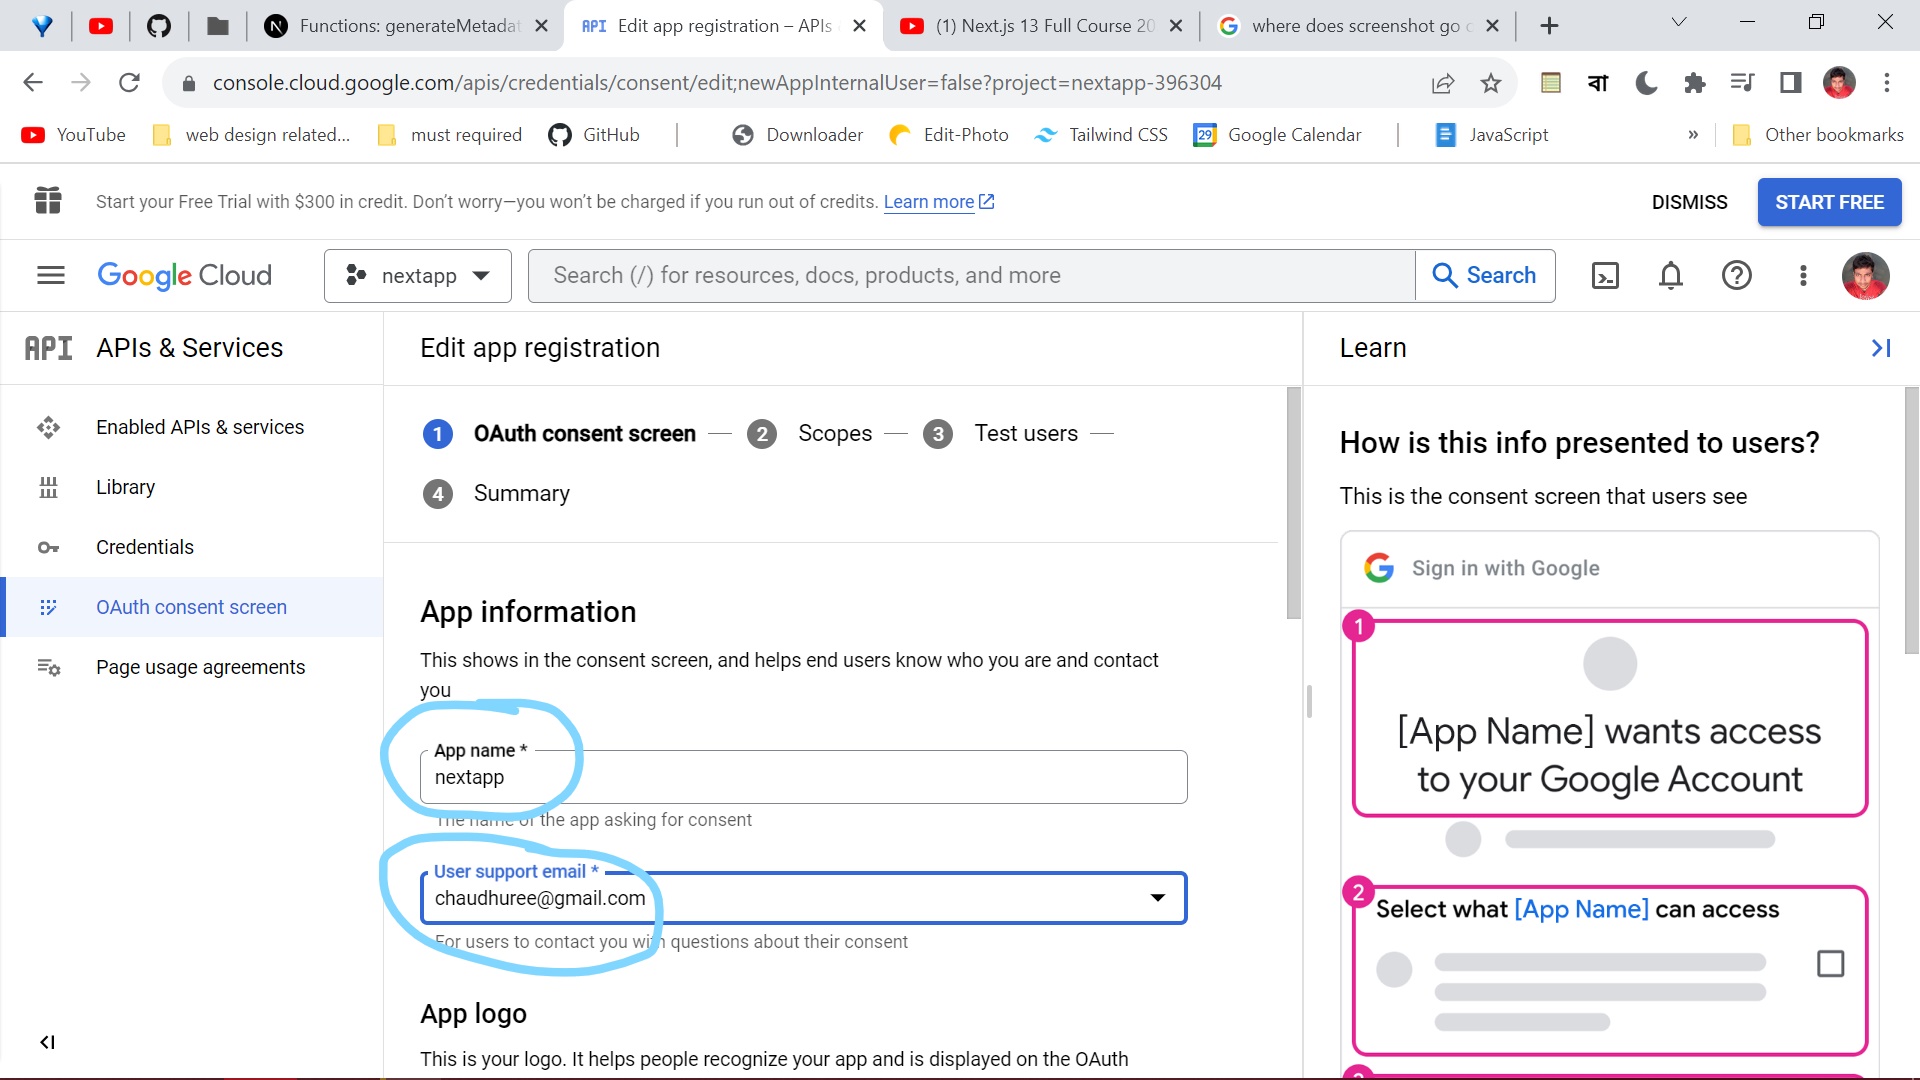 Functions: generateMetadat
API Edit app registration – APIs
(1) Next.js 13 Full Course 20
where does screenshot go
console.cloud.google.com/apis/credentials/consent/edit;newAppInternalUser=false?project=nextapp-396304
বা
YouTube
web design related...
must required
GitHub
Downloader
Edit-Photo
Tailwind CSS
29 Google Calendar
JavaScript
»
Other bookmarks
Start your Free Trial with $300 in credit. Don’t worry—you won’t be charged if you run out of credits. Learn more
DISMISS
START FREE
Google Cloud
nextapp
Search (/) for resources, docs, products, and more
Search
API APIs & Services
Enabled APIs & services
Library
Credentials
OAuth consent screen
Page usage agreements
Edit app registration
1 OAuth consent screen — 2 Scopes — 3 Test users —
4 Summary
App information
This shows in the consent screen, and helps end users know who you are and contact
you
App name *
nextapp
The name of the app asking for consent
User support email *
chaudhuree@gmail.com
For users to contact you with questions about their consent
App logo
This is your logo. It helps people recognize your app and is displayed on the OAuth
Learn
How is this info presented to users?
This is the consent screen that users see
G Sign in with Google
1
[App Name] wants access
to your Google Account
2
Select what [App Name] can access